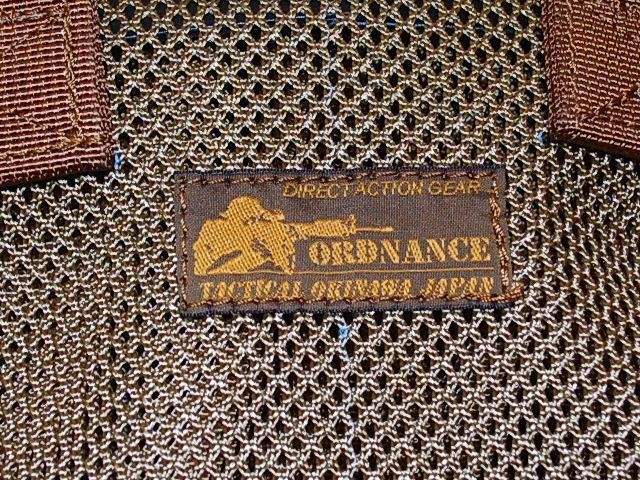 DIRECT ACTION GEAR
ORDNANCE
TACTICAL OKINAWA JAPAN